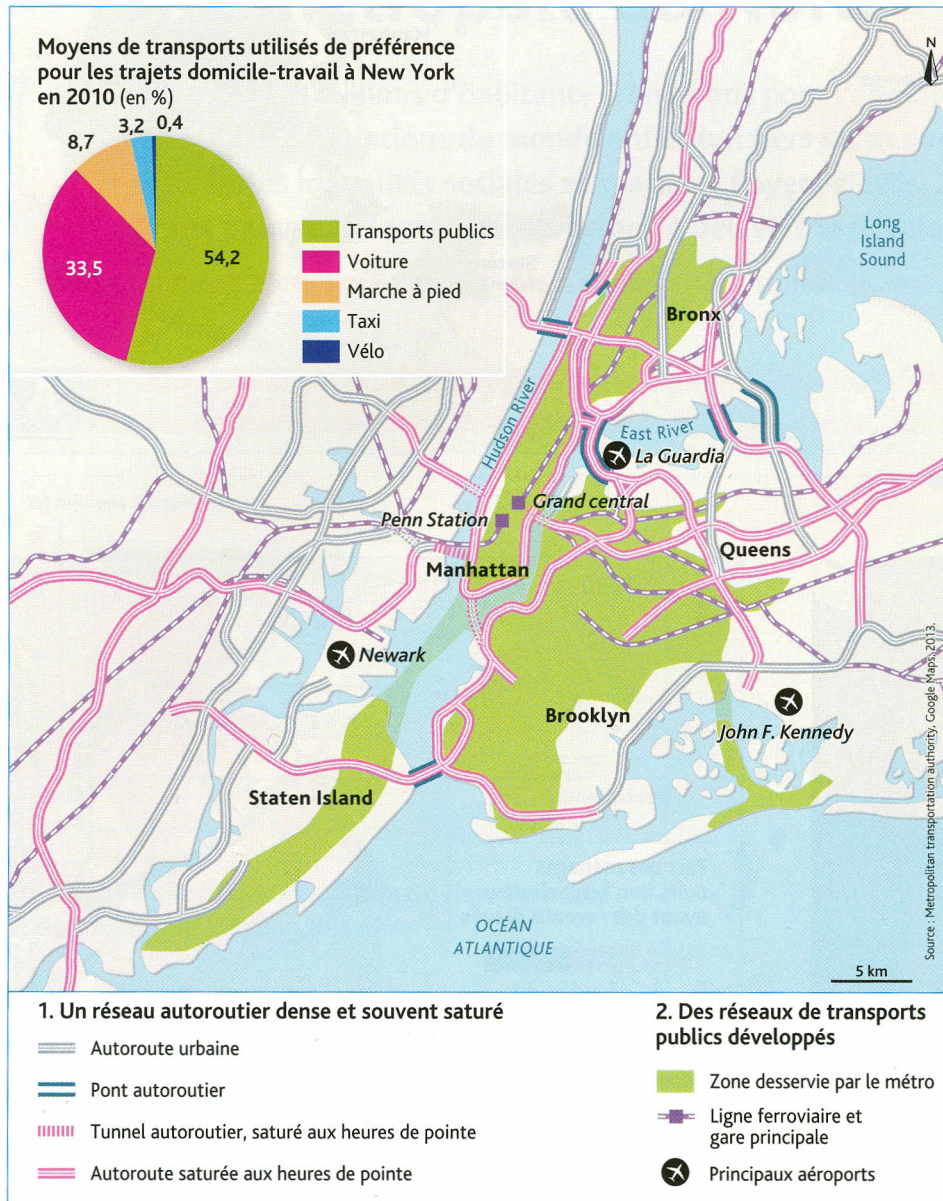 Moyens de transports utilisés de préférence
pour les trajets domicile-travail à New York
en 2010 (en %)
8,7
3,2
0,4
33,5
54,2
Transports publics
Voiture
Marche à pied
Taxi
Vélo
N
Long
Island
Sound
Bronx
Hudson River
East River
La Guardia
Grand central
Penn Station
Manhattan
Queens
Newark
Brooklyn
John F. Kennedy
Staten Island
OCÉAN
ATLANTIQUE
5 km
Source : Metropolitan transportation authority, Google Maps, 2013.
1. Un réseau autoroutier dense et souvent saturé
Autoroute urbaine
Pont autoroutier
Tunnel autoroutier, saturé aux heures de pointe
Autoroute saturée aux heures de pointe
2. Des réseaux de transports
publics développés
Zone desservie par le métro
Ligne ferroviaire et
gare principale
Principaux aéroports